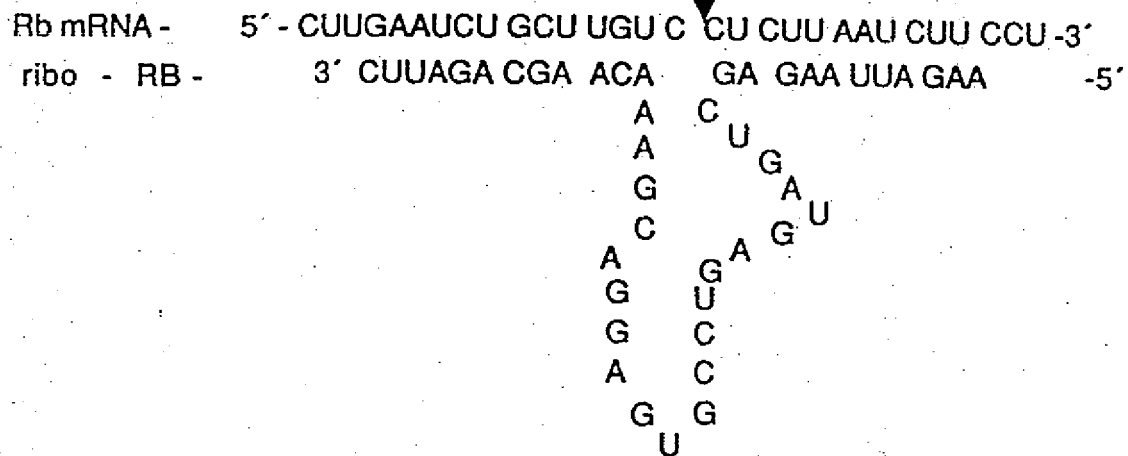 Rb mRNA - 5´ - CUUGAAUCU GCU UGU C CU CUU AAU CUU CCU -3´
ribo - RB - 3´ CUUAGA CGA ACA GA GAA UUA GAA -5´
A C
A U
G G
C A
A U
G G
G A
A G
G U
U C
C
G